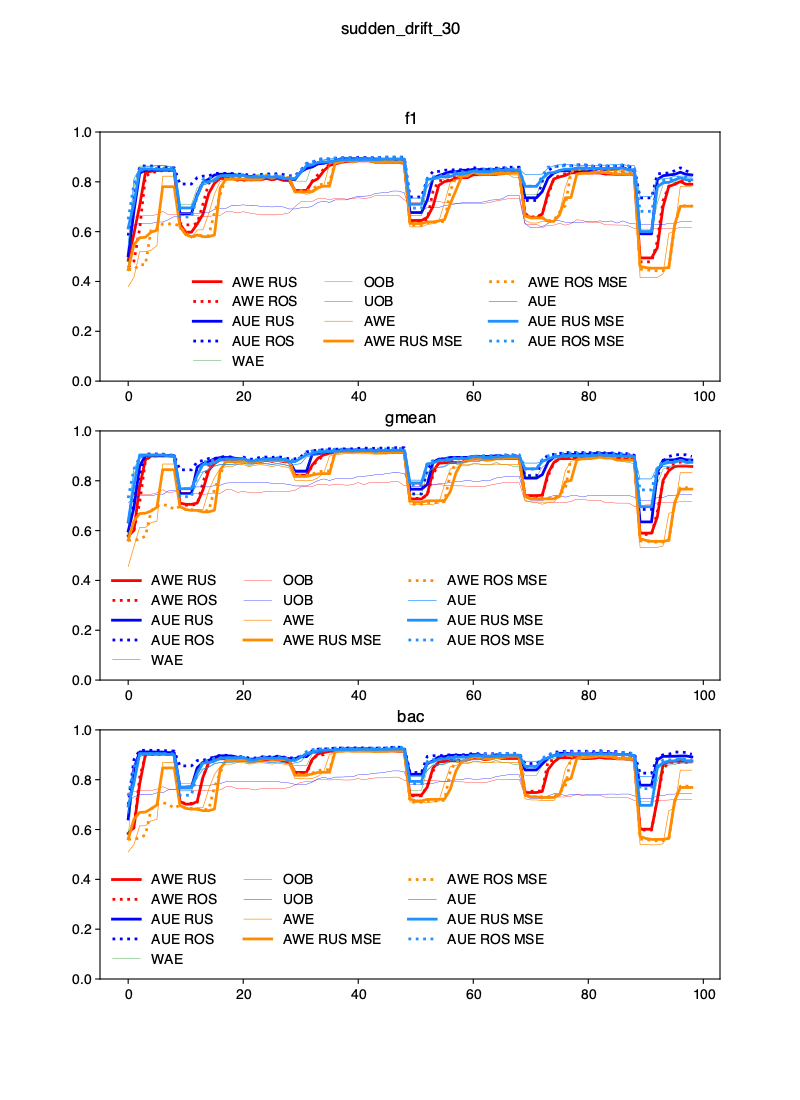 sudden_drift_30
f1
1.0
0.8
0.6
0.4
0.2
0.0
AWE RUS OOB AWE ROS MSE
AWE ROS UOB AUE
AUE RUS AWE AUE RUS MSE
AUE ROS AWE RUS MSE AUE ROS MSE
WAE
0 20 40 60 80 100
gmean
1.0
0.8
0.6
0.4
0.2
0.0
AWE RUS OOB AWE ROS MSE
AWE ROS UOB AUE
AUE RUS AWE AUE RUS MSE
AUE ROS AWE RUS MSE AUE ROS MSE
WAE
0 20 40 60 80 100
bac
1.0
0.8
0.6
0.4
0.2
0.0
AWE RUS OOB AWE ROS MSE
AWE ROS UOB AUE
AUE RUS AWE AUE RUS MSE
AUE ROS AWE RUS MSE AUE ROS MSE
WAE
0 20 40 60 80 100